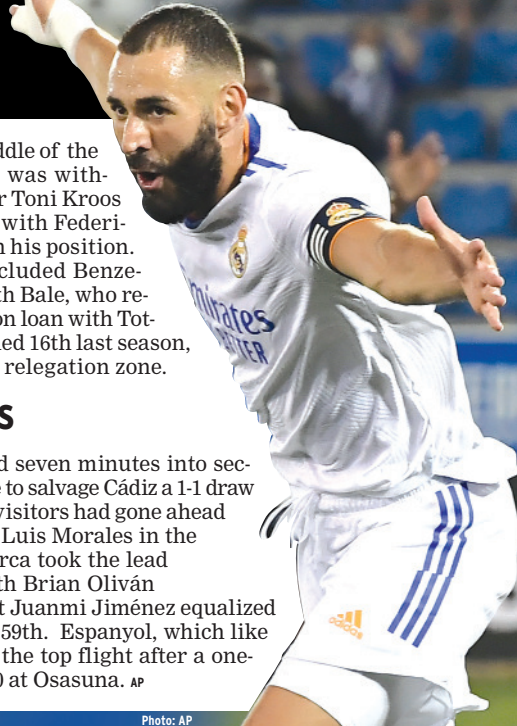 ddle of the
was with-
r Toni Kroos
with Federi-
n his position.
cluded Benze-
th Bale, who re-
on loan with Tot-
ned 16th last season,
relegation zone.
s
d seven minutes into sec-
e to salvage Cádiz a 1-1 draw
visitors had gone ahead
Luis Morales in the
rca took the lead
th Brian Oliván
t Juanmi Jiménez equalized
59th. Espanyol, which like
the top flight after a one-
0 at Osasuna. AP
Emirates
BETTER
adidas
Photo: AP